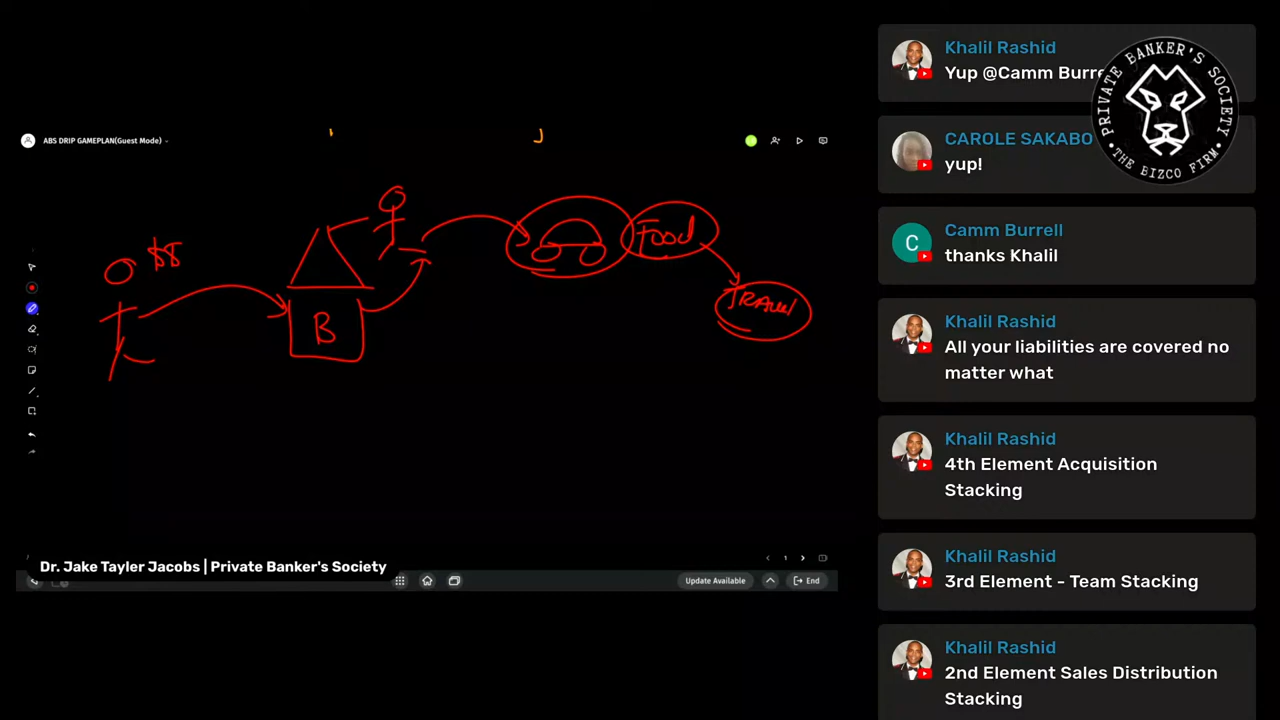 ABS DRIP GAMEPLAN(Guest Mode)
$$
B
Food
TRAVEL
Dr. Jake Tayler Jacobs | Private Banker's Society
1
Update Available
End
Khalil Rashid
Yup @Camm Burre
PRIVATE BANKER'S SOCIETY
• THE BIZCO FIRM •
CAROLE SAKABO
yup!
C
Camm Burrell
thanks Khalil
Khalil Rashid
All your liabilities are covered no
matter what
Khalil Rashid
4th Element Acquisition
Stacking
Khalil Rashid
3rd Element - Team Stacking
Khalil Rashid
2nd Element Sales Distribution
Stacking